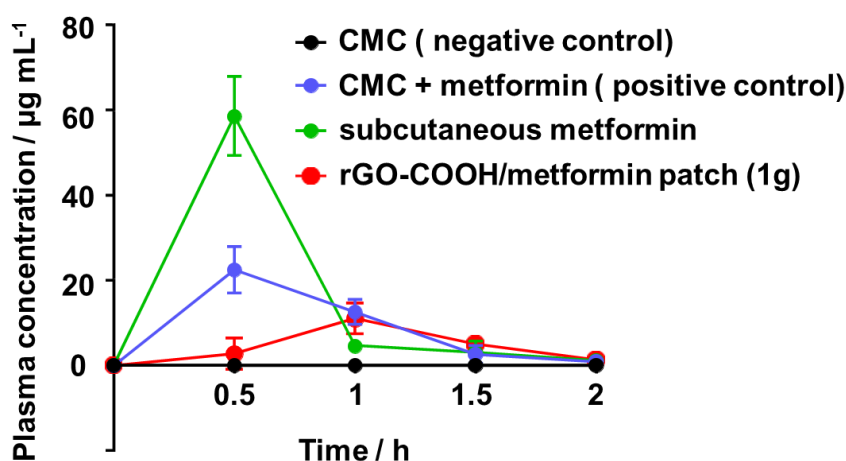 Plasma concentration / µg mL-1
80
60
40
20
0
CMC ( negative control)
CMC + metformin ( positive control)
subcutaneous metformin
rGO-COOH/metformin patch (1g)
0.5 1 1.5 2
Time / h